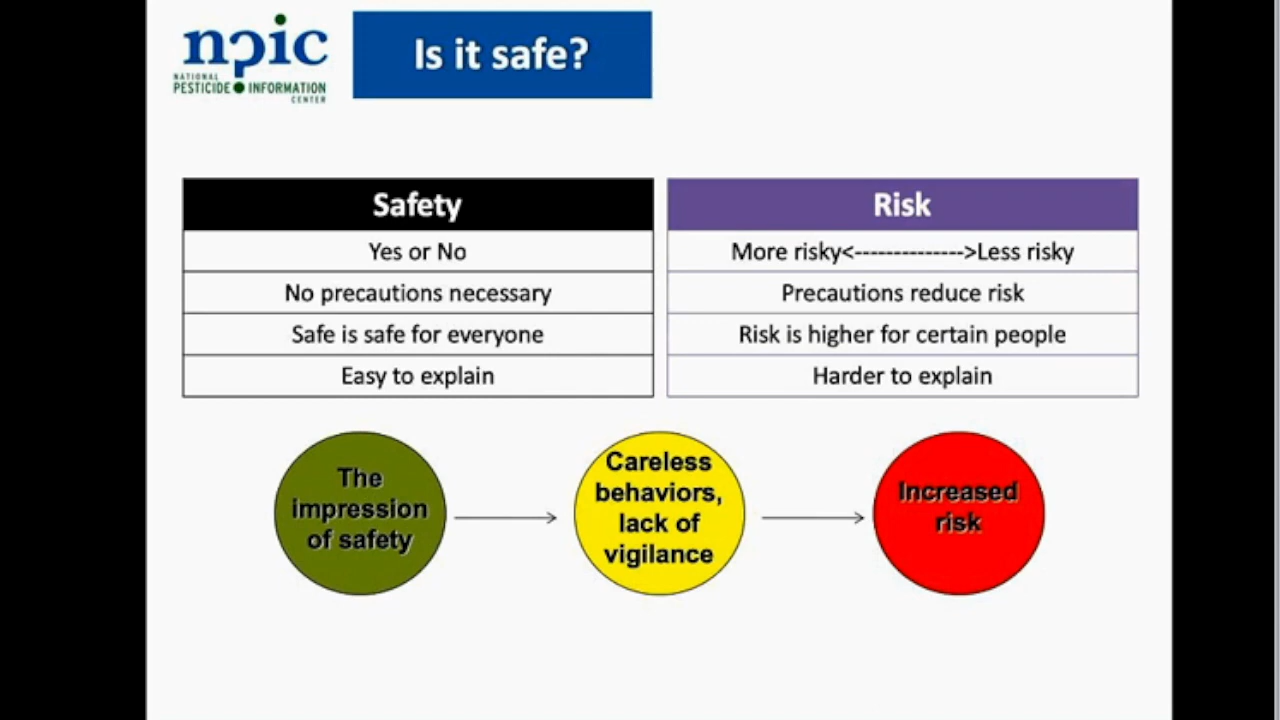 npic
NATIONAL
PESTICIDE INFORMATION
CENTER
Is it safe?
Safety
Yes or No
No precautions necessary
Safe is safe for everyone
Easy to explain
Risk
More risky<-------------->Less risky
Precautions reduce risk
Risk is higher for certain people
Harder to explain
The
impression
of safety
Careless
behaviors,
lack of
vigilance
Increased
risk